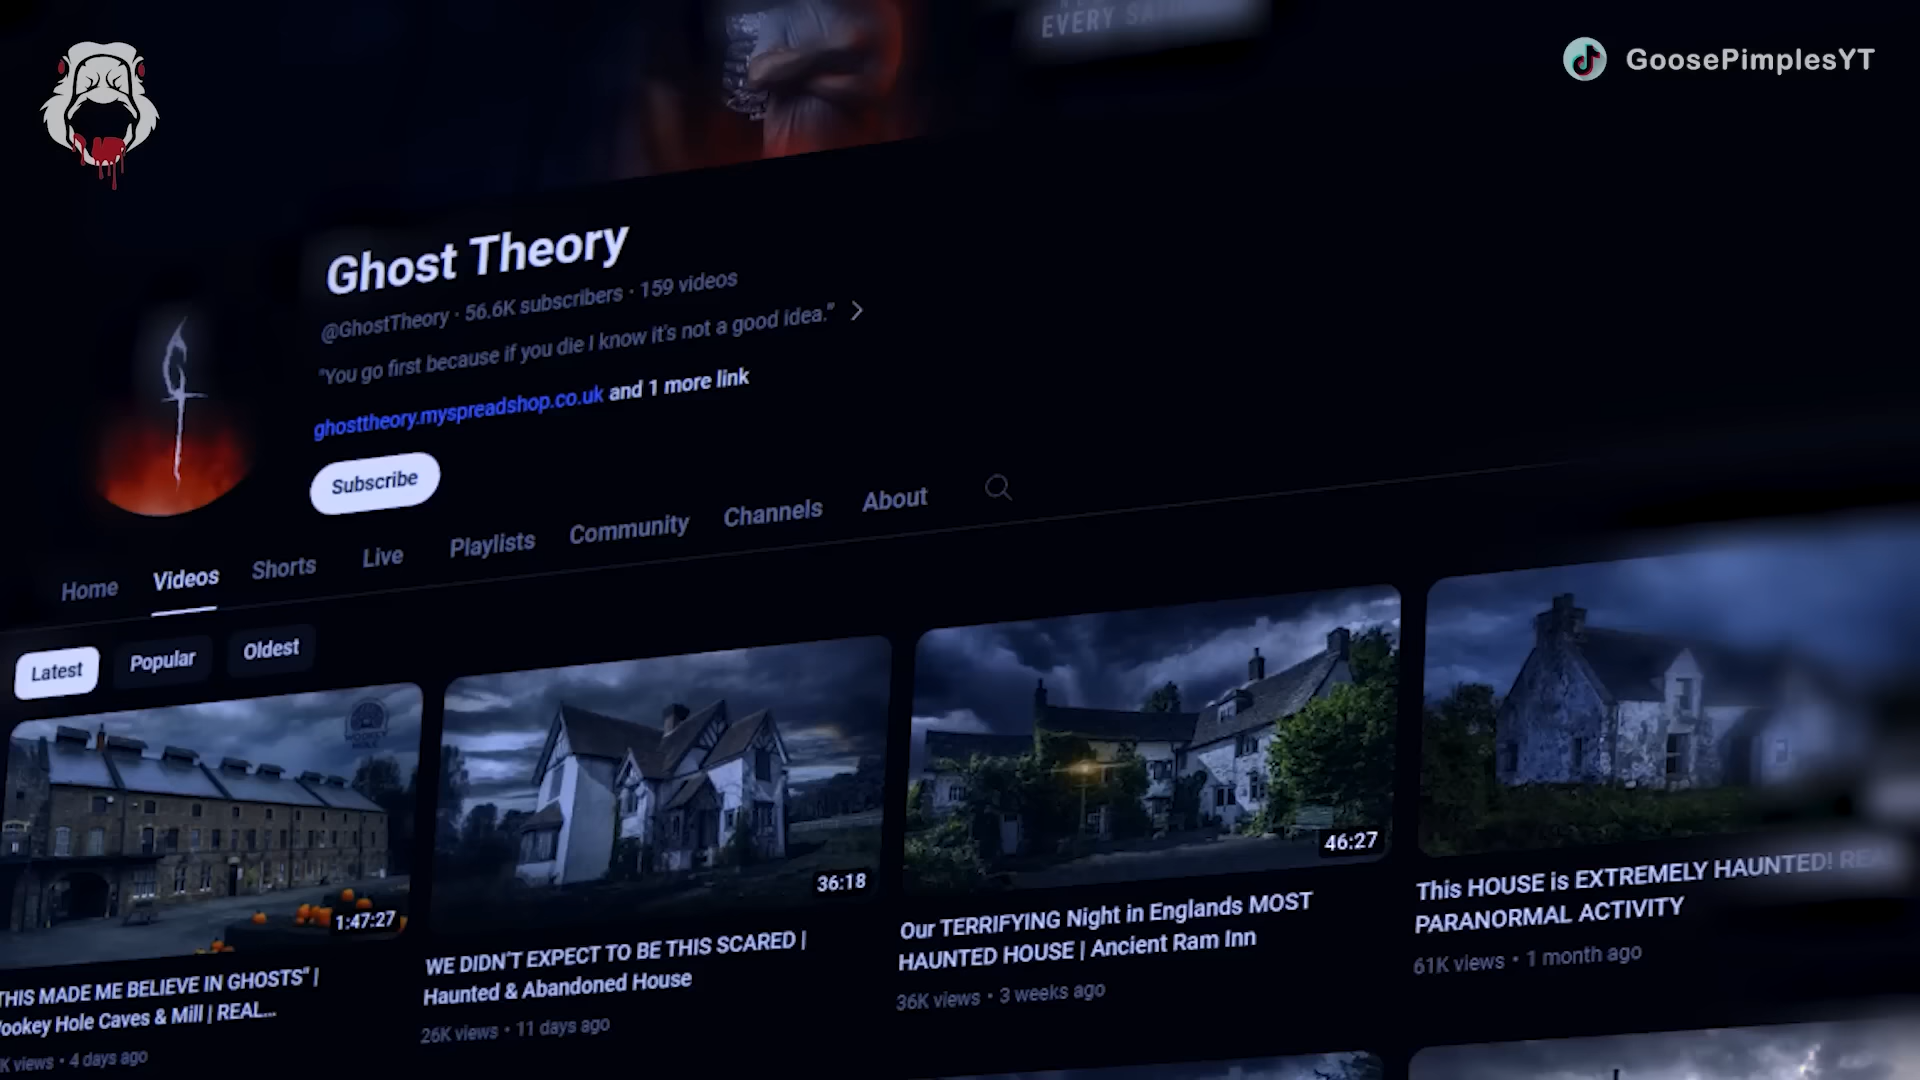 EVERY
GoosePimplesYT
Ghost Theory
@GhostTheory · 56.6K subscribers · 159 videos
"You go first because if you die I know it's not a good idea."
ghosttheory.myspreadshop.co.uk and 1 more link
Subscribe
Home Videos Shorts Live Playlists Community Channels About
Latest Popular Oldest
1:47:27
36:18
46:27
THIS MADE ME BELIEVE IN GHOSTS" |
Wookey Hole Caves & Mill | REAL...
K views · 4 days ago
WE DIDN'T EXPECT TO BE THIS SCARED |
Haunted & Abandoned House
26K views · 11 days ago
Our TERRIFYING Night in Englands MOST
HAUNTED HOUSE | Ancient Ram Inn
36K views · 3 weeks ago
This HOUSE is EXTREMELY HAUNTED! REAL
PARANORMAL ACTIVITY
61K views · 1 month ago